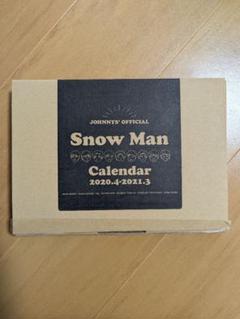 JOHNNYS' OFFICIAL
Snow Man
Calendar
2020.4-2021.3